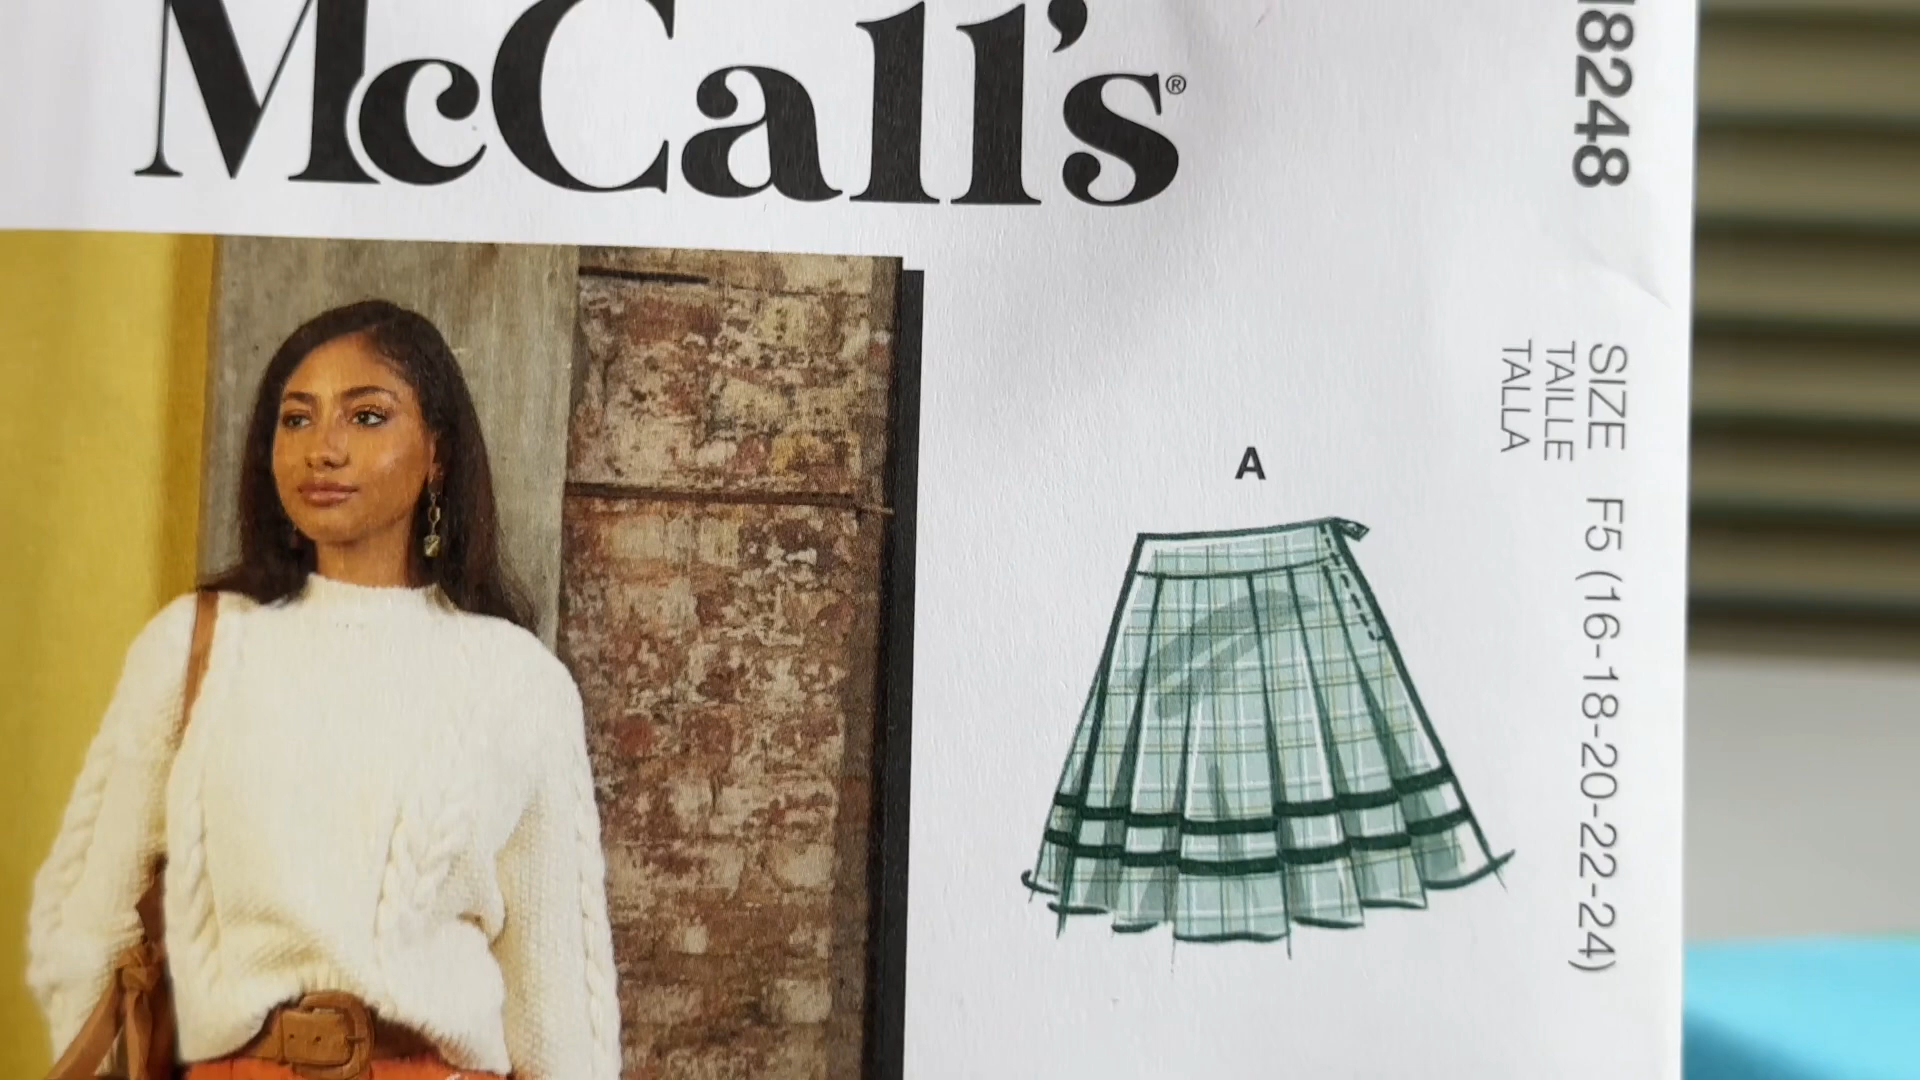 McCall's®
8248
SIZE F5 (16-18-20-22-24)
TAILLE
TALLA
A